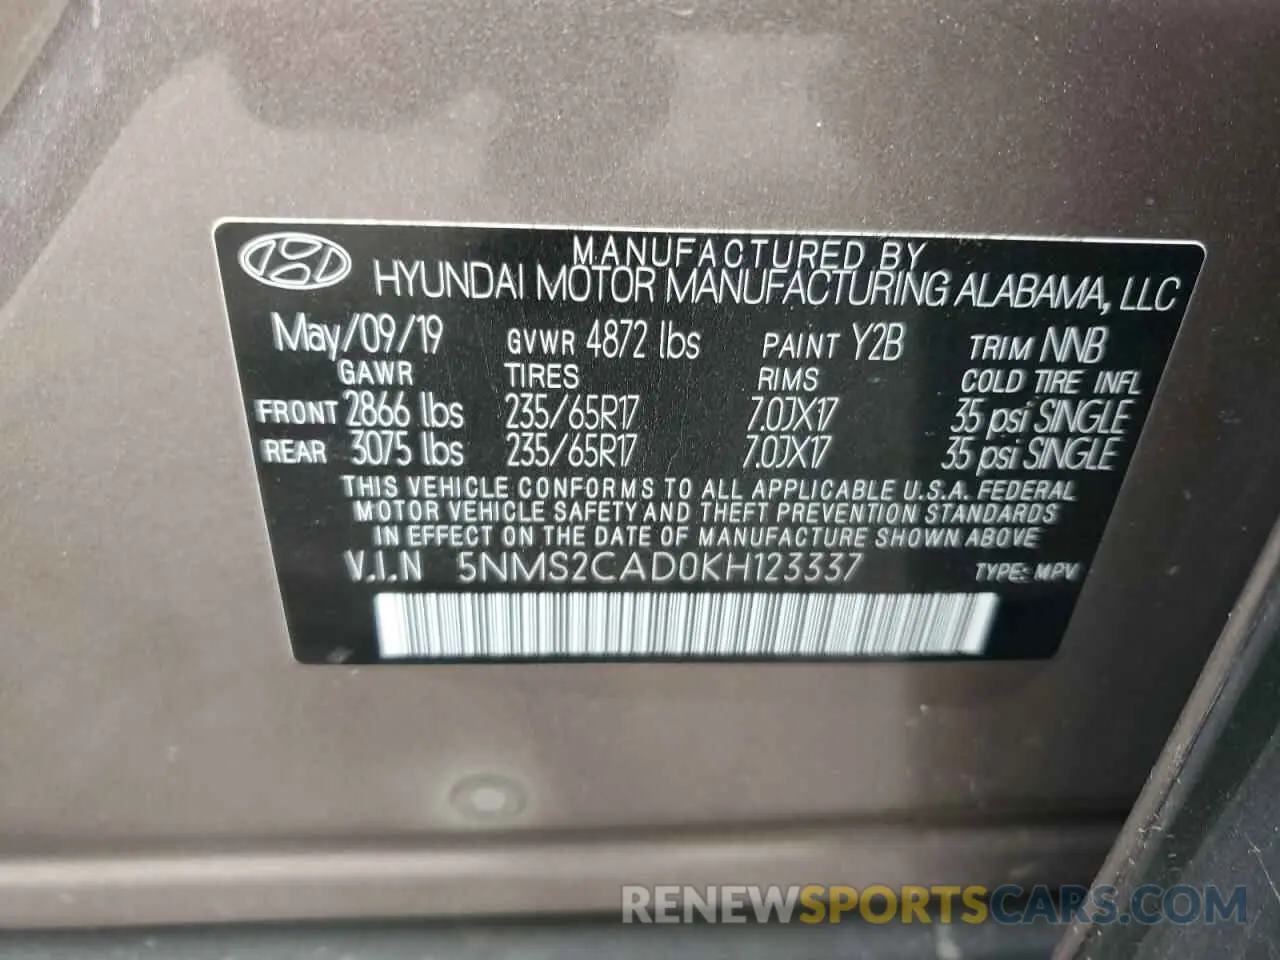 MANUFACTURED BY
HYUNDAI MOTOR MANUFACTURING ALABAMA, LLC
May/09/19 GVWR 4872 lbs PAINT Y2B TRIM NNB
GAWR TIRES RIMS COLD TIRE INFL
FRONT 2866 lbs 235/65R17 7.0JX17 35 psi SINGLE
REAR 3075 lbs 235/65R17 7.0JX17 35 psi SINGLE
THIS VEHICLE CONFORMS TO ALL APPLICABLE U.S.A. FEDERAL
MOTOR VEHICLE SAFETY AND THEFT PREVENTION STANDARDS
IN EFFECT ON THE DATE OF MANUFACTURE SHOWN ABOVE
V.I.N 5NMS2CAD0KH123337 TYPE: MPV
RENEWSPORTSCARS.COM